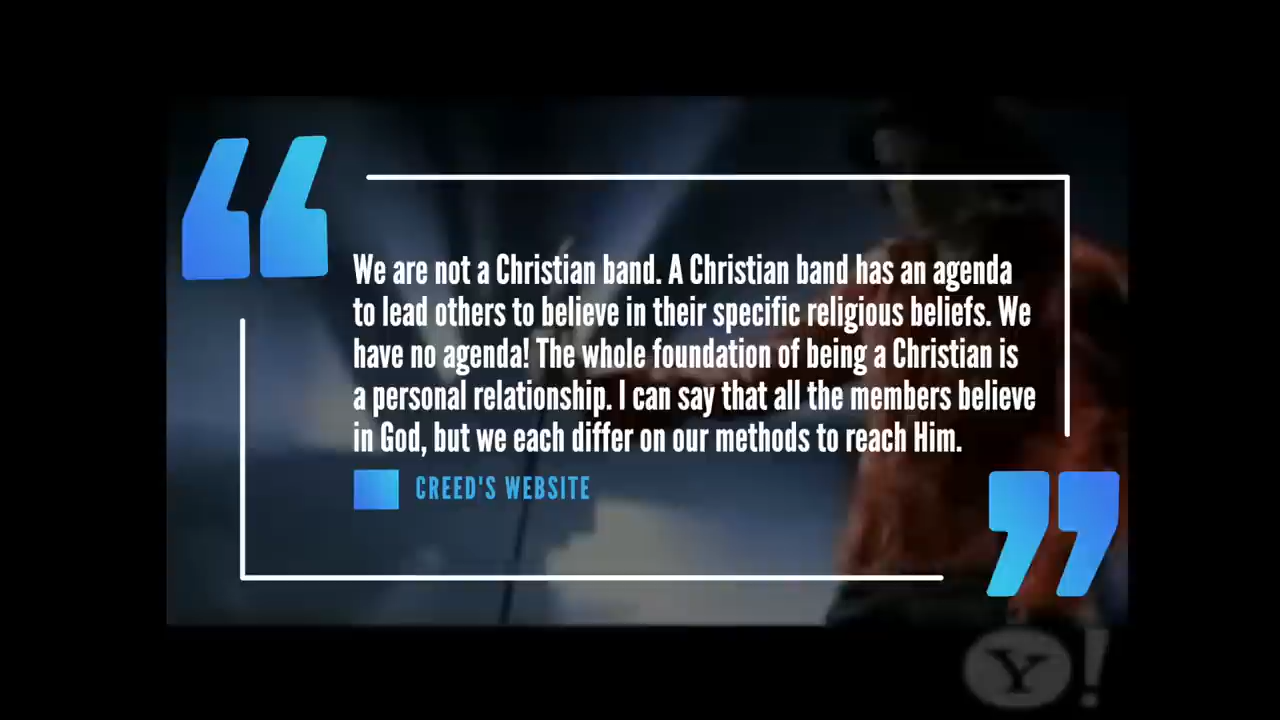 We are not a Christian band. A Christian band has an agenda
to lead others to believe in their specific religious beliefs. We
have no agenda! The whole foundation of being a Christian is
a personal relationship. I can say that all the members believe
in God, but we each differ on our methods to reach Him.
CREED'S WEBSITE
Y!